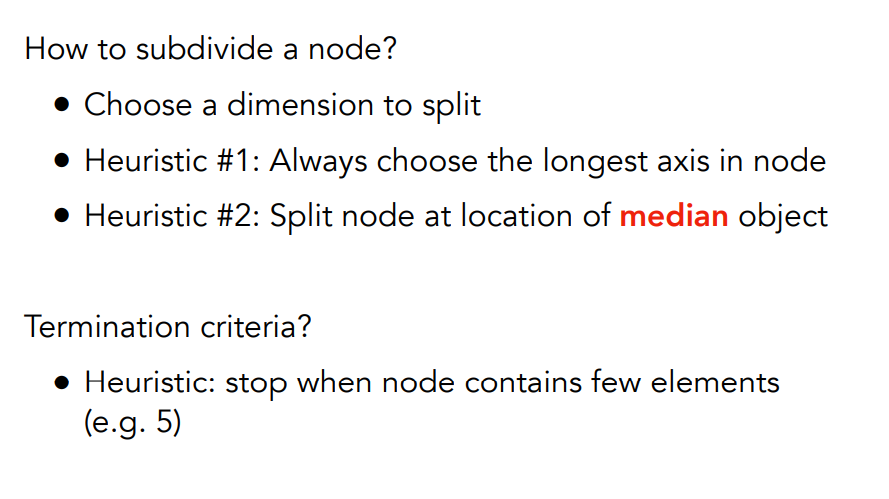 How to subdivide a node?
● Choose a dimension to split
● Heuristic #1: Always choose the longest axis in node
● Heuristic #2: Split node at location of median object
Termination criteria?
● Heuristic: stop when node contains few elements
(e.g. 5)